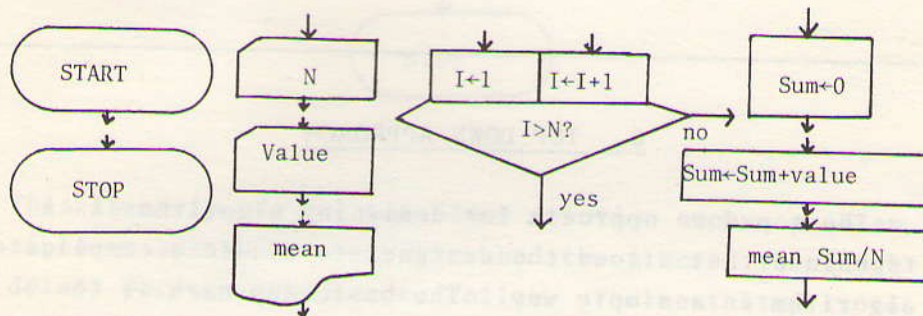 START
STOP
N
Value
mean
I←1
I←I+1
I>N?
no
yes
Sum←0
Sum←Sum+value
mean Sum/N